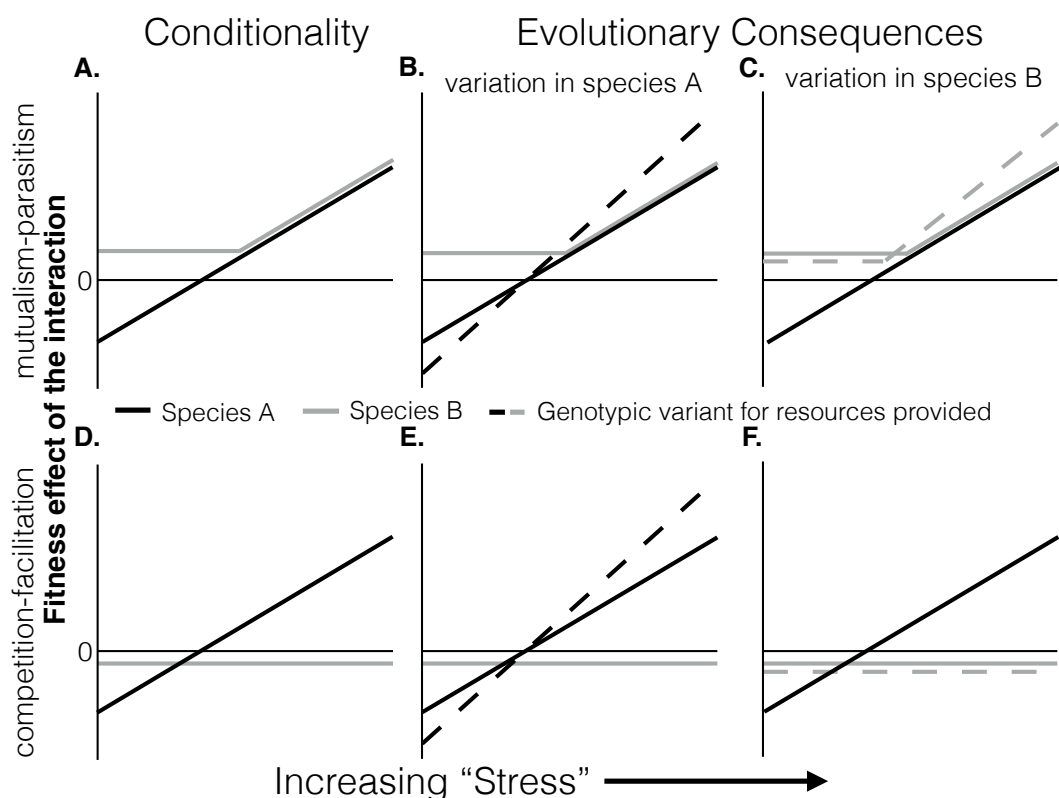 Conditionality
Evolutionary Consequences
A.
B.
variation in species A
C.
variation in species B
mutualism-parasitism
Fitness effect of the interaction
0
Species A
Species B
Genotypic variant for resources provided
D.
E.
F.
competition-facilitation
0
Increasing “Stress”